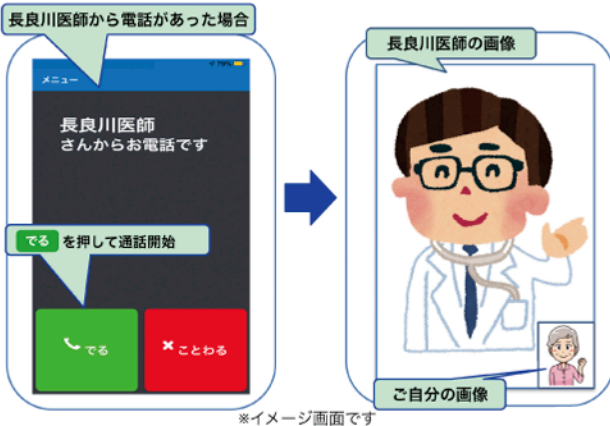 長良川医師から電話があった場合
79%
メニュー
長良川医師
さんからお電話です
でる を押して通話開始
でる
ことわる
長良川医師の画像
ご自分の画像
※イメージ画面です